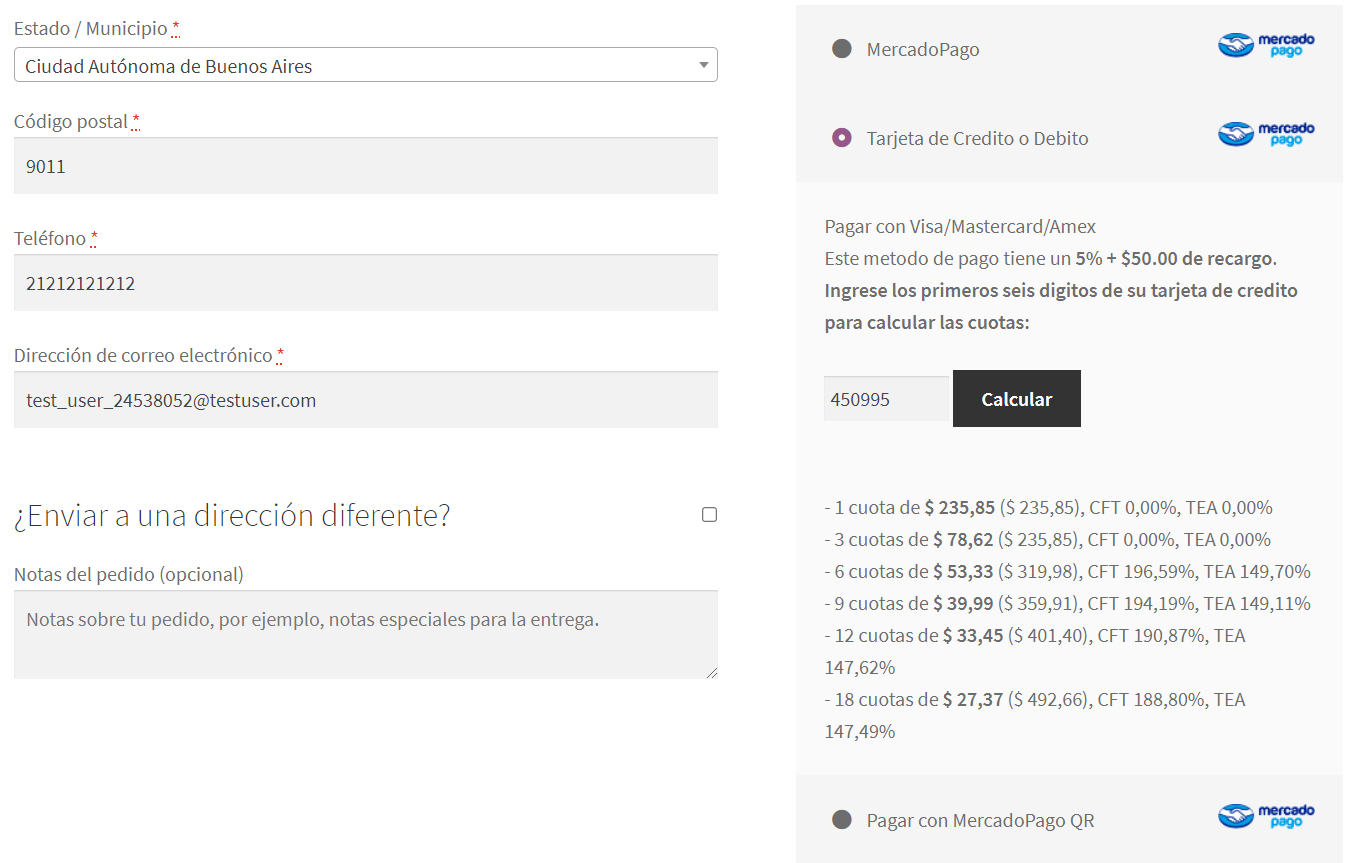 Estado / Municipio *
Ciudad Autónoma de Buenos Aires
Código postal *
9011
Teléfono *
21212121212
Dirección de correo electrónico *
test_user_24538052@testuser.com
¿Enviar a una dirección diferente?
Notas del pedido (opcional)
Notas sobre tu pedido, por ejemplo, notas especiales para la entrega.
MercadoPago
mercado
pago
Tarjeta de Credito o Debito
mercado
pago
Pagar con Visa/Mastercard/Amex
Este metodo de pago tiene un 5% + $50.00 de recargo.
Ingrese los primeros seis digitos de su tarjeta de credito
para calcular las cuotas:
450995
Calcular
- 1 cuota de $ 235,85 ($ 235,85), CFT 0,00%, TEA 0,00%
- 3 cuotas de $ 78,62 ($ 235,85), CFT 0,00%, TEA 0,00%
- 6 cuotas de $ 53,33 ($ 319,98), CFT 196,59%, TEA 149,70%
- 9 cuotas de $ 39,99 ($ 359,91), CFT 194,19%, TEA 149,11%
- 12 cuotas de $ 33,45 ($ 401,40), CFT 190,87%, TEA
147,62%
- 18 cuotas de $ 27,37 ($ 492,66), CFT 188,80%, TEA
147,49%
Pagar con MercadoPago QR
mercado
pago